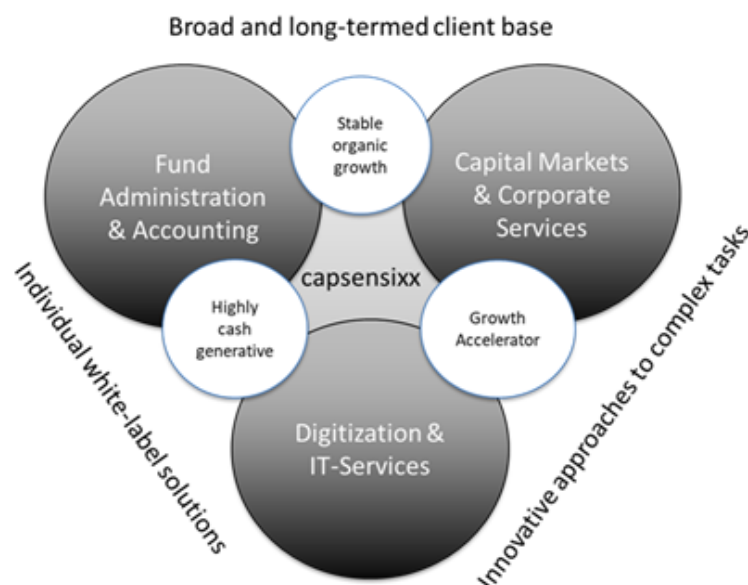 Broad and long-termed client base
Stable
organic
growth
Fund
Administration
& Accounting
Capital Markets
& Corporate
Services
capsensixx
Highly
cash
generative
Growth
Accelerator
Individual white-label solutions
Innovative approaches to complex tasks
Digitization &
IT-Services